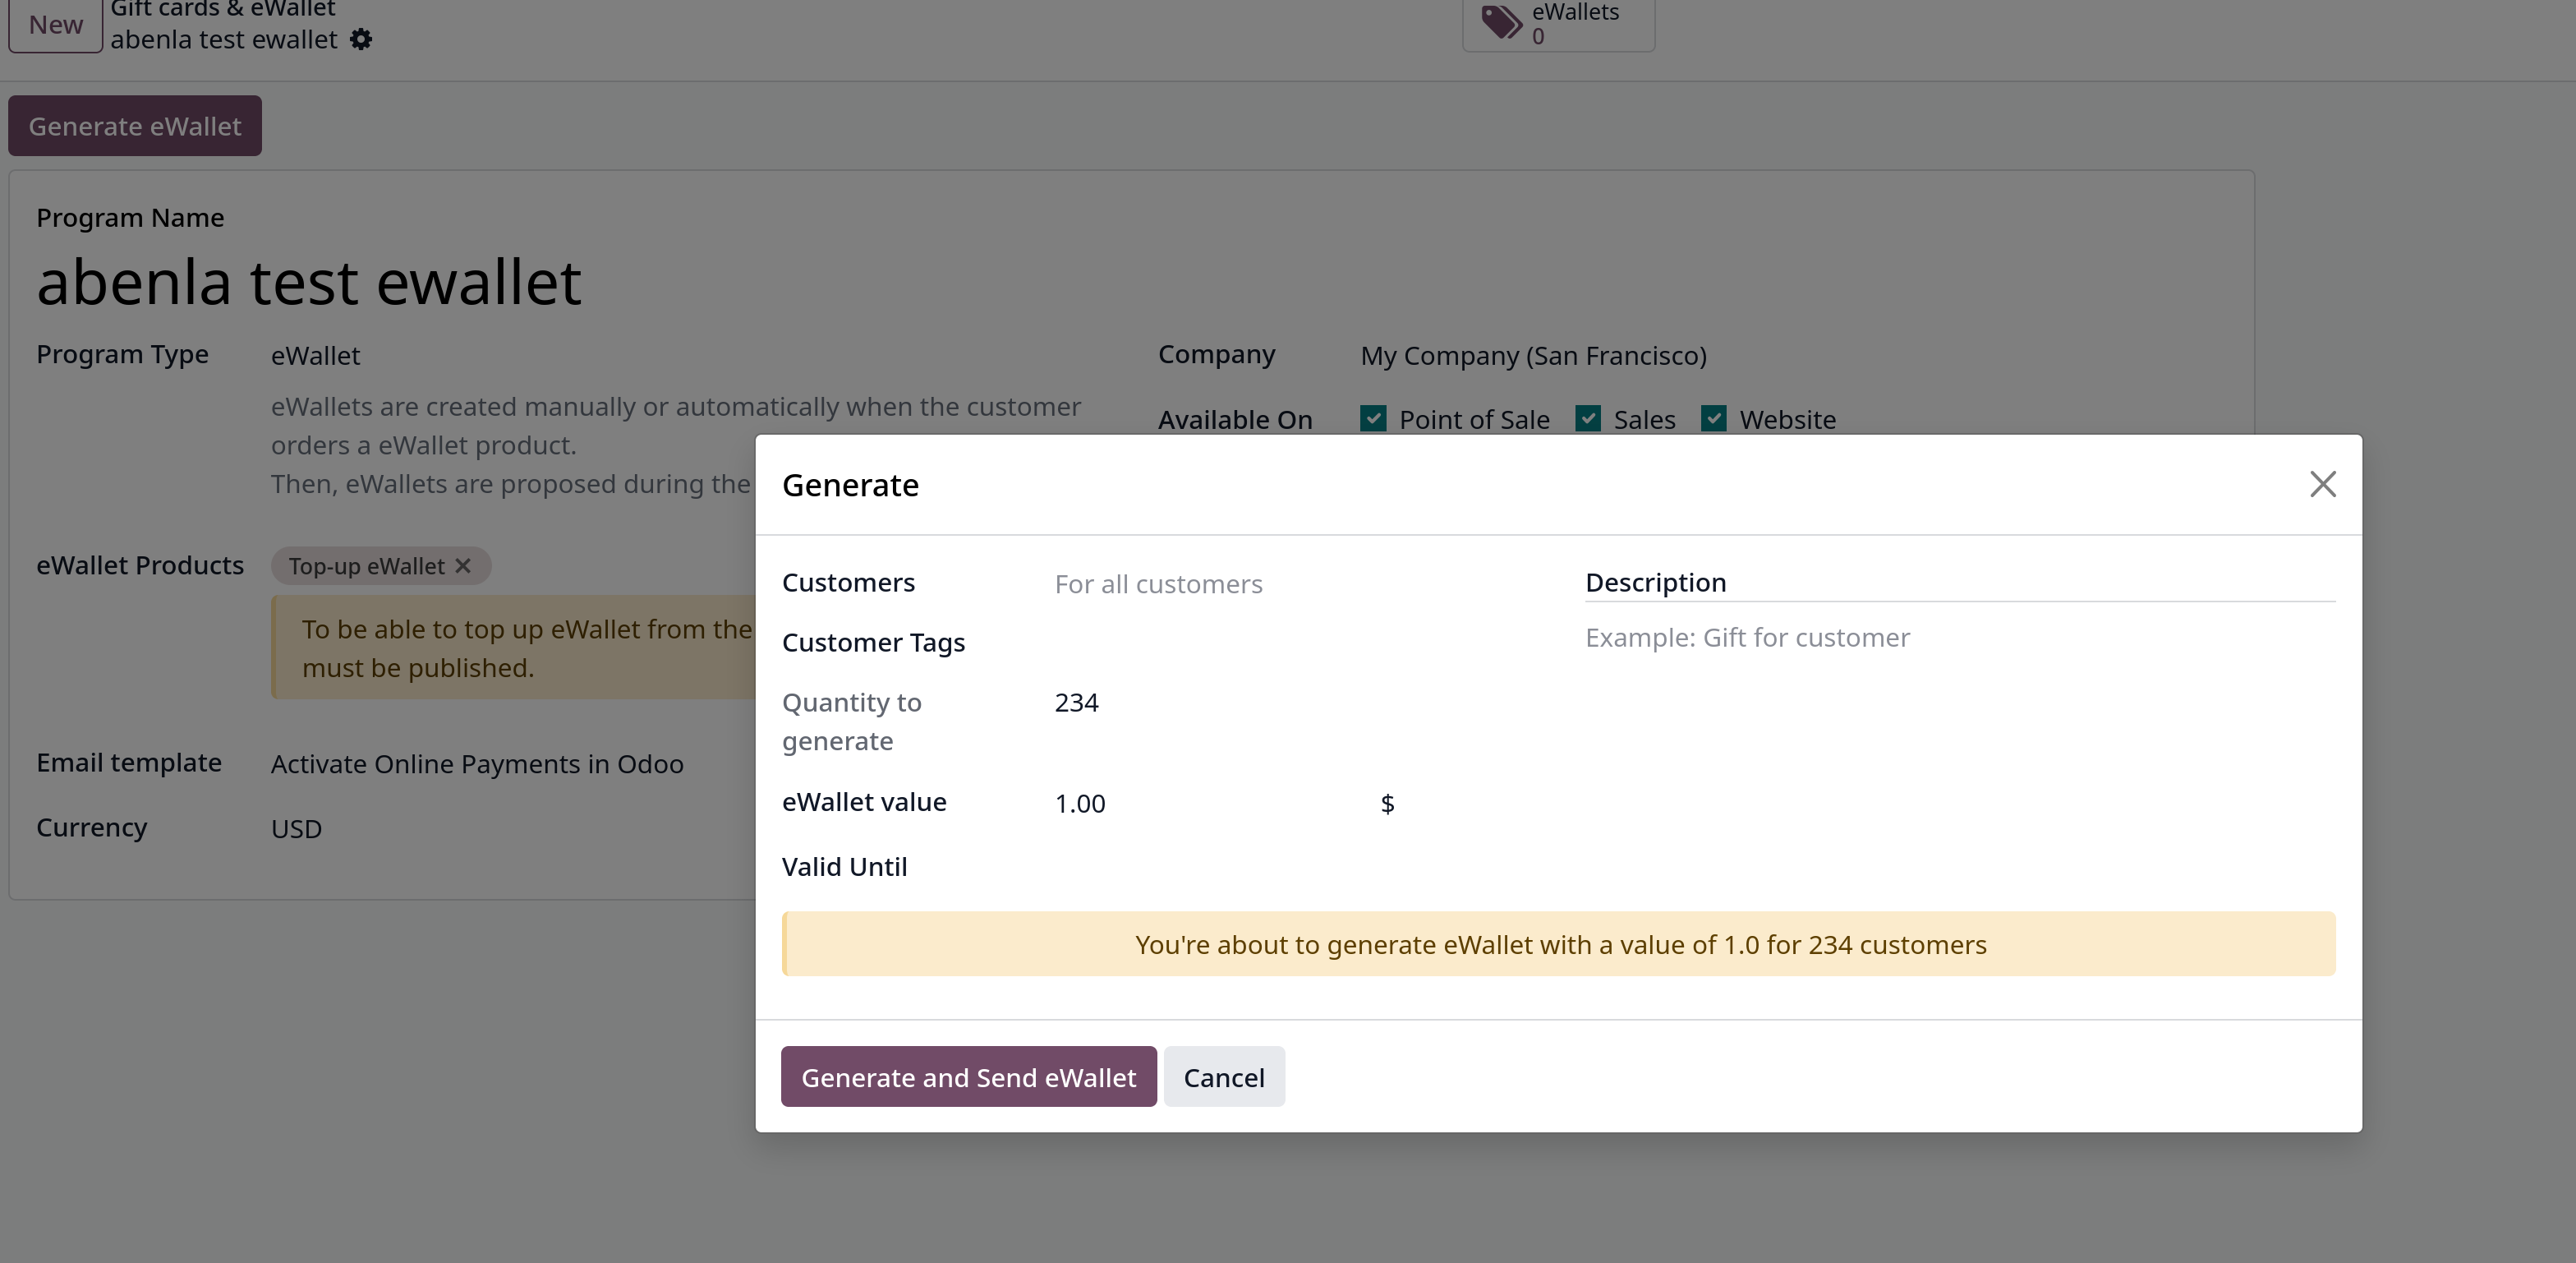 New
Gift cards & eWallet
abenla test ewallet
eWallets
0
Generate eWallet
Program Name
abenla test ewallet
Program Type
eWallet
eWallets are created manually or automatically when the customer
orders a eWallet product.
Then, eWallets are proposed during the
Company
My Company (San Francisco)
Available On
Point of Sale
Sales
Website
eWallet Products
Top-up eWallet
To be able to top up eWallet from the
must be published.
Email template
Activate Online Payments in Odoo
Currency
USD
Generate
Customers
For all customers
Customer Tags
Quantity to
generate
234
eWallet value
1.00
$
Valid Until
Description
Example: Gift for customer
You're about to generate eWallet with a value of 1.0 for 234 customers
Generate and Send eWallet
Cancel